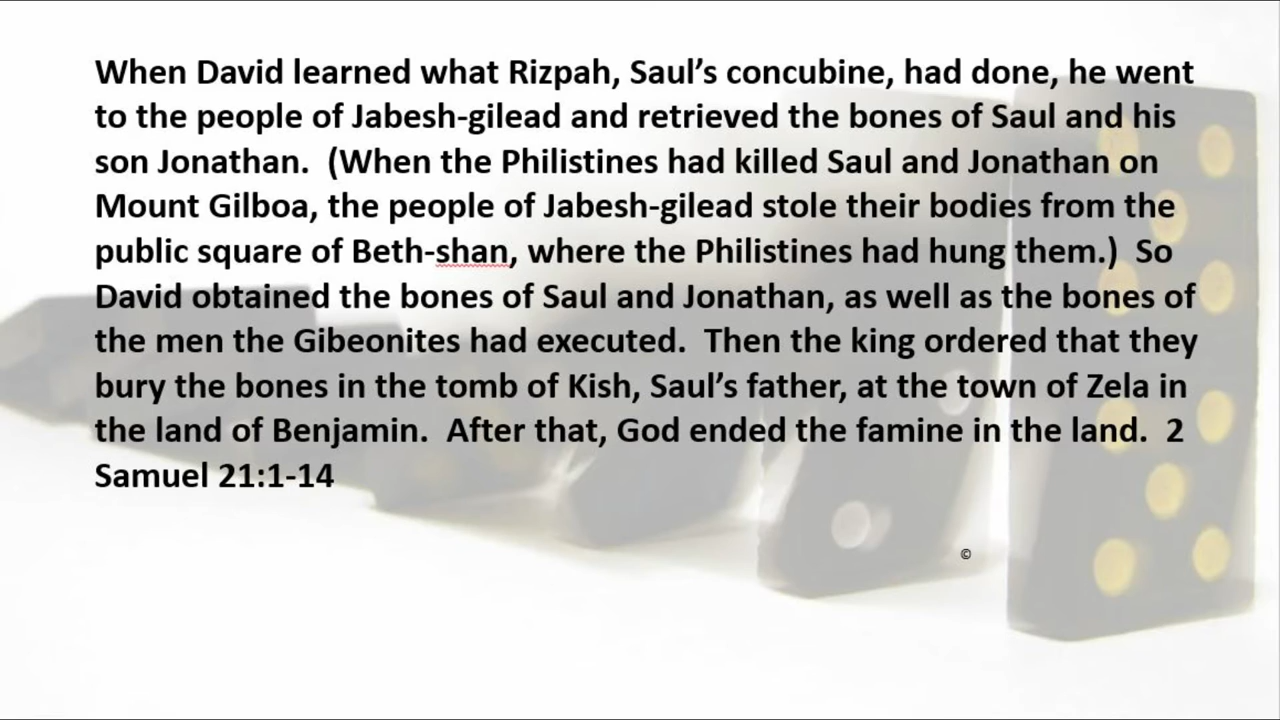 When David learned what Rizpah, Saul’s concubine, had done, he went
to the people of Jabesh-gilead and retrieved the bones of Saul and his
son Jonathan.  (When the Philistines had killed Saul and Jonathan on
Mount Gilboa, the people of Jabesh-gilead stole their bodies from the
public square of Beth-shan, where the Philistines had hung them.)  So
David obtained the bones of Saul and Jonathan, as well as the bones of
the men the Gibeonites had executed.  Then the king ordered that they
bury the bones in the tomb of Kish, Saul’s father, at the town of Zela in
the land of Benjamin.  After that, God ended the famine in the land.  2
Samuel 21:1-14
©